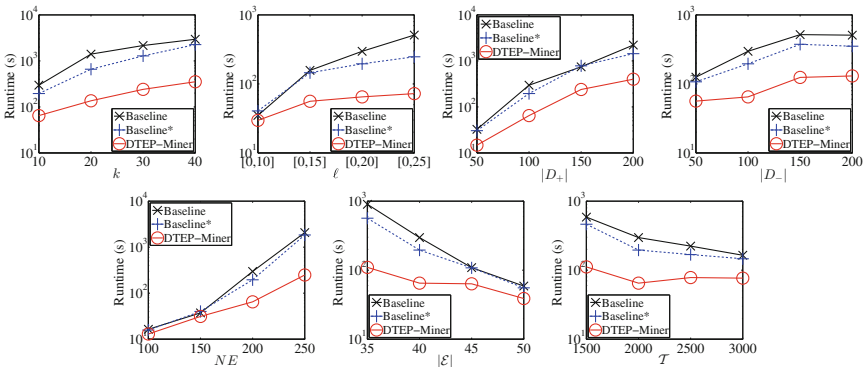 Runtime (s)
10^4
10^3
10^2
10^1
Baseline
Baseline*
DTEP−Miner
10 20 30 40
k
Runtime (s)
10^3
10^2
10^1
Baseline
Baseline*
DTEP−Miner
[0,10] [0,15] [0,20] [0,25]
ℓ
Runtime (s)
10^4
10^3
10^2
10^1
Baseline
Baseline*
DTEP−Miner
50 100 150 200
|D+|
Runtime (s)
10^3
10^2
10^1
Baseline
Baseline*
DTEP−Miner
50 100 150 200
|D−|
Runtime (s)
10^4
10^3
10^2
10^1
Baseline
Baseline*
DTEP−Miner
100 150 200 250
NE
Runtime (s)
10^3
10^2
10^1
Baseline
Baseline*
DTEP−Miner
35 40 45 50
|ℰ|
Runtime (s)
10^3
10^2
10^1
Baseline
Baseline*
DTEP−Miner
1500 2000 2500 3000
𝒯